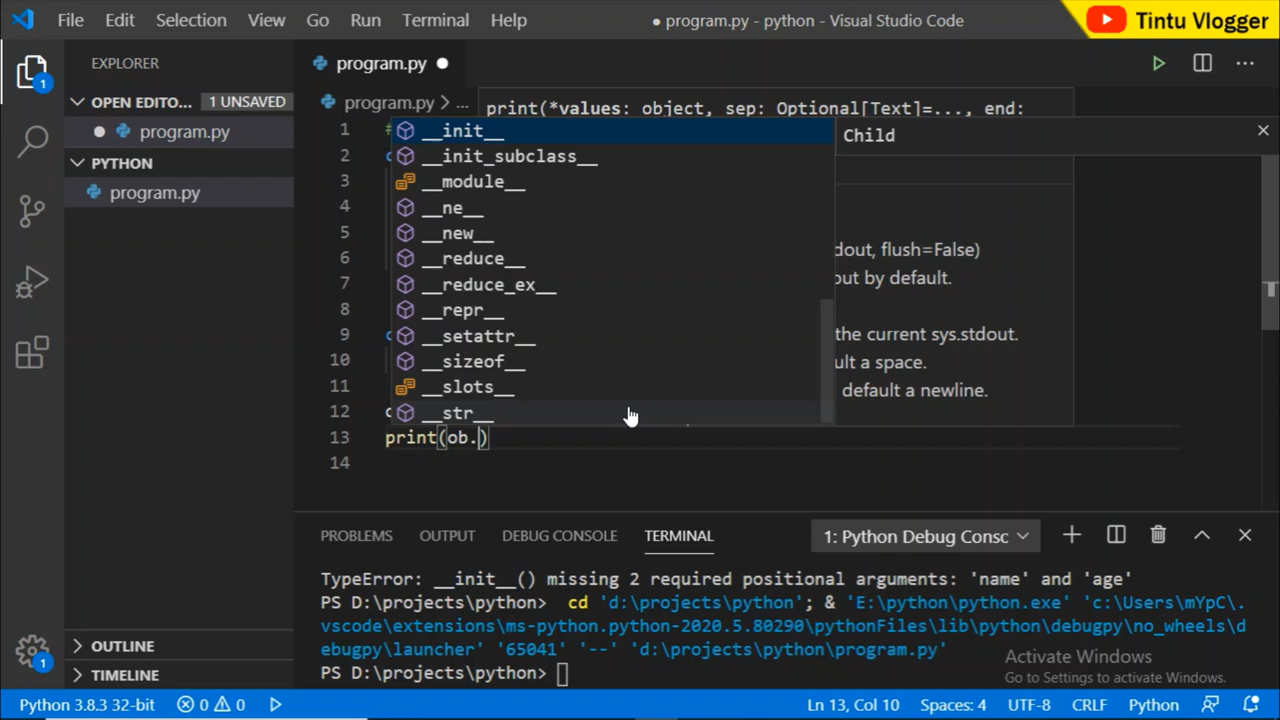 File Edit Selection View Go Run Terminal Help
● program.py - python - Visual Studio Code
Tintu Vlogger
EXPLORER
OPEN EDITO... 1 UNSAVED
program.py
PYTHON
program.py
OUTLINE
TIMELINE
1
1
program.py
program.py > ...
print(*values: object, sep: Optional[Text]=..., end:
1
2
3
4
5
6
7
8
9
10
11
12
13 print(ob.)
14
__init__
__init_subclass__
__module__
__ne__
__new__
__reduce__
__reduce_ex__
__repr__
__setattr__
__sizeof__
__slots__
__str__
Child
dout, flush=False)
out by default.
the current sys.stdout.
ult a space.
default a newline.
PROBLEMS OUTPUT DEBUG CONSOLE TERMINAL
1: Python Debug Consc
TypeError: __init__() missing 2 required positional arguments: 'name' and 'age'
PS D:\projects\python> cd 'd:\projects\python'; & 'E:\python\python.exe' 'c:\Users\mYpC\.
vscode\extensions\ms-python.python-2020.5.80290\pythonFiles\lib\python\debugpy\no_wheels\d
ebugpy\launcher' '65041' '--' 'd:\projects\python\program.py'
PS D:\projects\python>
Activate Windows
Go to Settings to activate Windows.
Python 3.8.3 32-bit 0 0 Ln 13, Col 10 Spaces: 4 UTF-8 CRLF Python